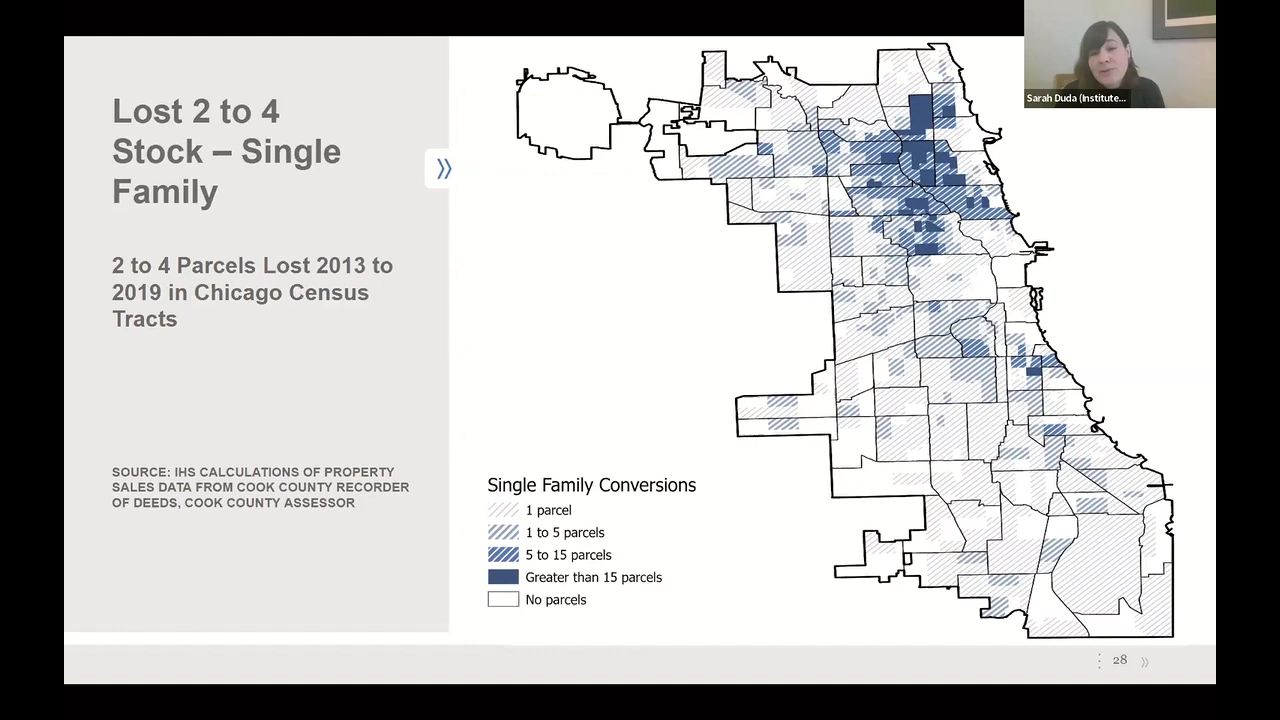 Lost 2 to 4
Stock – Single
Family
2 to 4 Parcels Lost 2013 to
2019 in Chicago Census
Tracts
SOURCE: IHS CALCULATIONS OF PROPERTY
SALES DATA FROM COOK COUNTY RECORDER
OF DEEDS, COOK COUNTY ASSESSOR
Sarah Duda (Institute...
Single Family Conversions
1 parcel
1 to 5 parcels
5 to 15 parcels
Greater than 15 parcels
No parcels
28